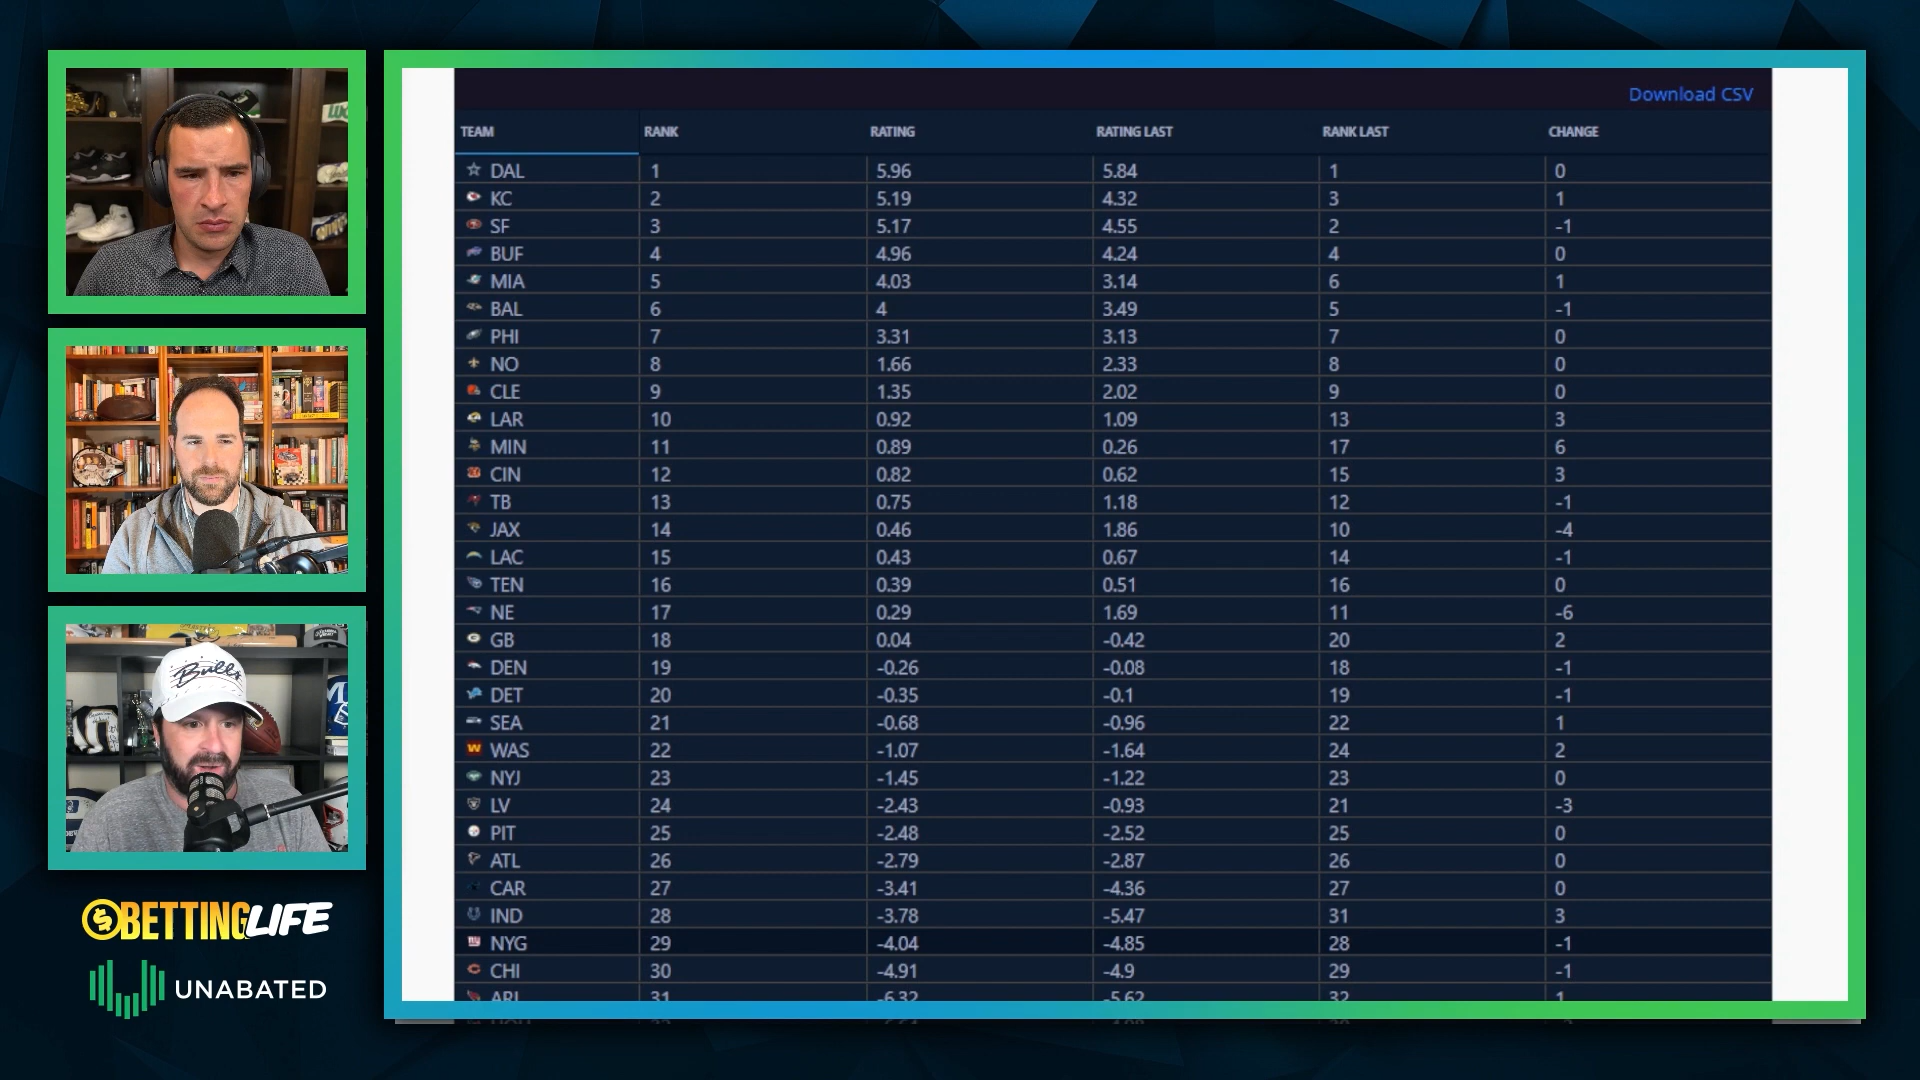 Download CSV
TEAM RANK RATING RATING LAST RANK LAST CHANGE
DAL 1 5.96 5.84 1 0
KC 2 5.19 4.32 3 1
SF 3 5.17 4.55 2 -1
BUF 4 4.96 4.24 4 0
MIA 5 4.03 3.14 6 1
BAL 6 4 3.49 5 -1
PHI 7 3.31 3.13 7 0
NO 8 1.66 2.33 8 0
CLE 9 1.35 2.02 9 0
LAR 10 0.92 1.09 13 3
MIN 11 0.89 0.26 17 6
CIN 12 0.82 0.62 15 3
TB 13 0.75 1.18 12 -1
JAX 14 0.46 1.86 10 -4
LAC 15 0.43 0.67 14 -1
TEN 16 0.39 0.51 16 0
NE 17 0.29 1.69 11 -6
GB 18 0.04 -0.42 20 2
DEN 19 -0.26 -0.08 18 -1
DET 20 -0.35 -0.1 19 -1
SEA 21 -0.68 -0.96 22 1
WAS 22 -1.07 -1.64 24 2
NYJ 23 -1.45 -1.22 23 0
LV 24 -2.43 -0.93 21 -3
PIT 25 -2.48 -2.52 25 0
ATL 26 -2.79 -2.87 26 0
CAR 27 -3.41 -4.36 27 0
IND 28 -3.78 -5.47 31 3
NYG 29 -4.04 -4.85 28 -1
CHI 30 -4.91 -4.9 29 -1
ARI 31 -6.32 -5.62 32 1
Bulls
BETTINGLIFE
UNABATED